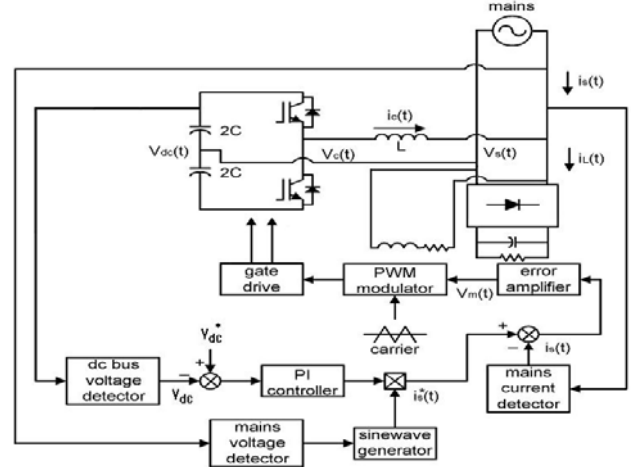 mains
is(t)
ic(t)
2C
Vdc(t)
Vc(t)
L
Vs(t)
iL(t)
2C
gate
drive
PWM
modulator
Vm(t)
error
amplifier
carrier
Vdc*
+
−
+
−
is(t)
dc bus
voltage
detector
Vdc
PI
controller
is*(t)
mains
current
detector
mains
voltage
detector
sinewave
generator